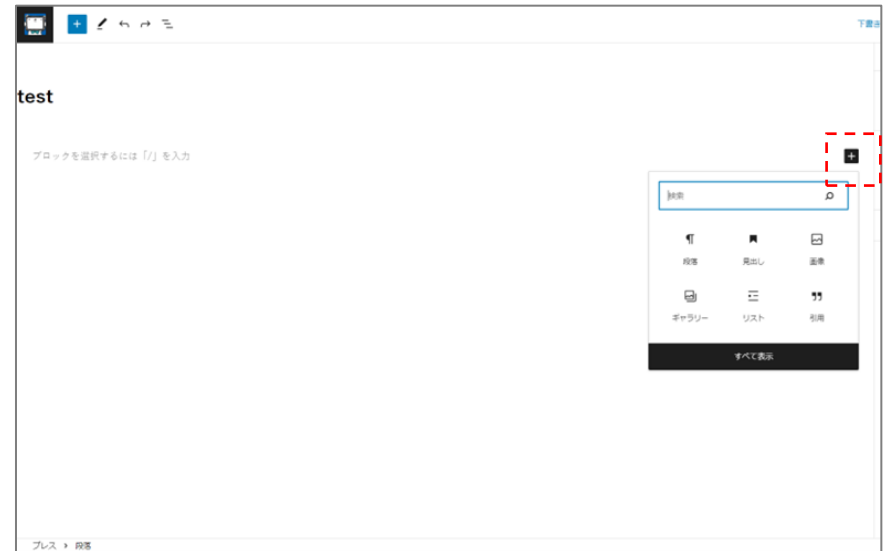 下書き
test
ブロックを選択するには「/」を入力
検索
段落
見出し
画像
ギャラリー
リスト
引用
すべて表示
プレス › 段落